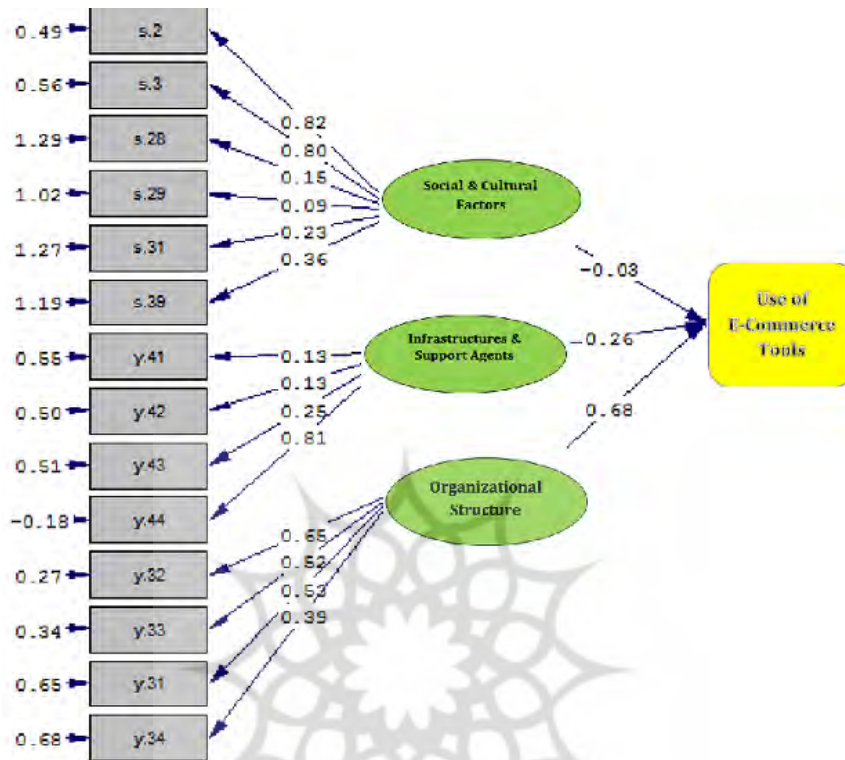 0.49 s.2
0.56 s.3
1.29 s.28
1.02 s.29
1.27 s.31
1.19 s.39
0.55 y.41
0.50 y.42
0.51 y.43
-0.18 y.44
0.27 y.32
0.34 y.33
0.65 y.31
0.68 y.34
0.82
0.80
0.15
0.09
0.23
0.36
0.13
0.13
0.25
0.81
0.65
0.52
0.53
0.39
Social & Cultural
Factors
Infrastructures &
Support Agents
Organizational
Structure
-0.03
0.26
0.68
Use of
E-Commerce
Tools